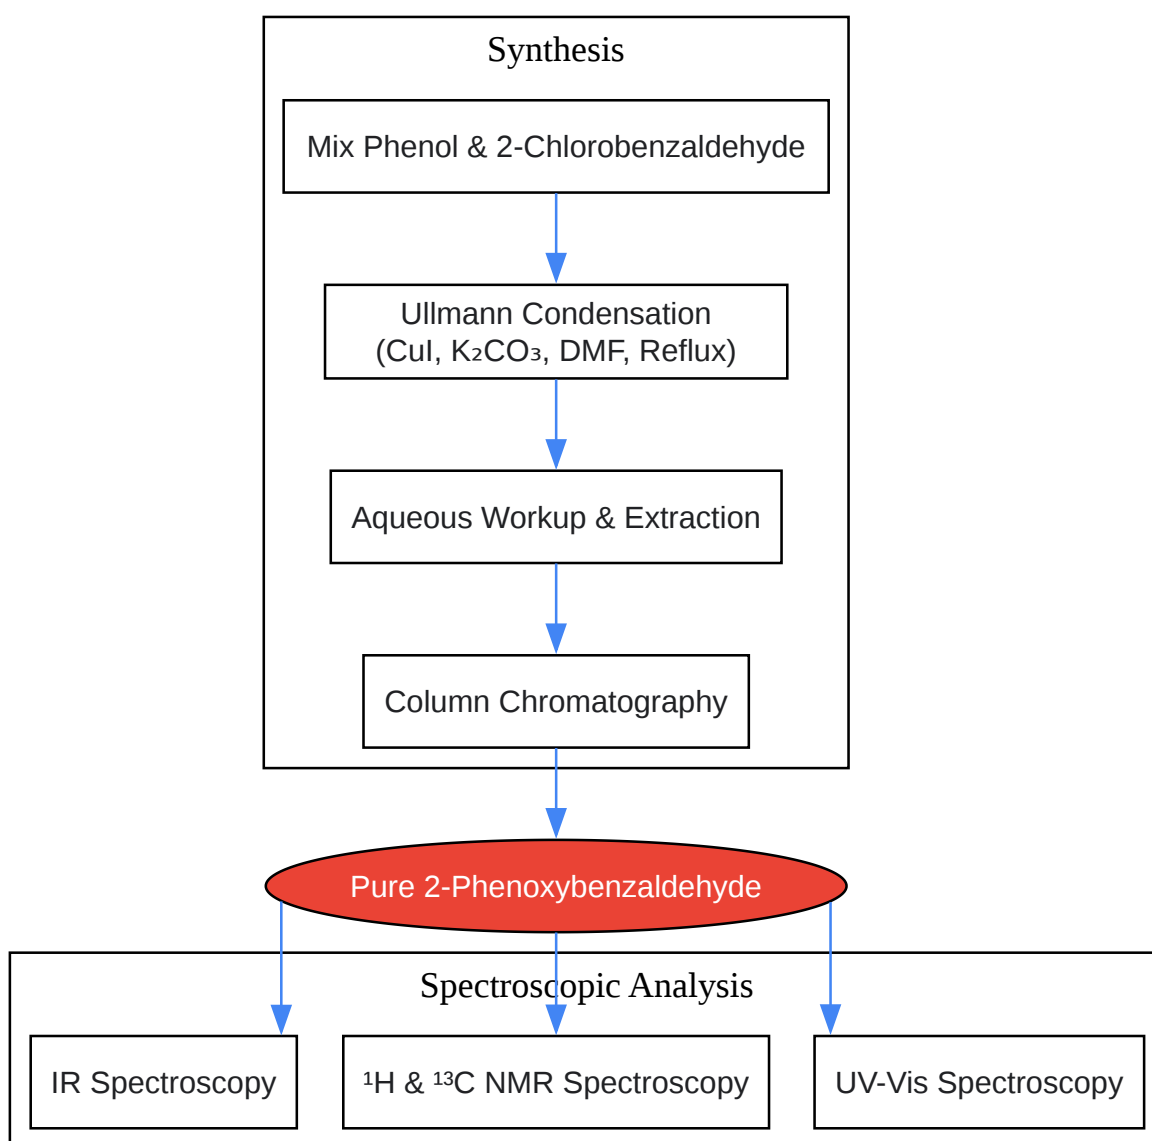 Synthesis
Mix Phenol & 2-Chlorobenzaldehyde
Ullmann Condensation
(CuI, K₂CO₃, DMF, Reflux)
Aqueous Workup & Extraction
Column Chromatography
Pure 2-Phenoxybenzaldehyde
Spectroscopic Analysis
IR Spectroscopy
¹H & ¹³C NMR Spectroscopy
UV-Vis Spectroscopy